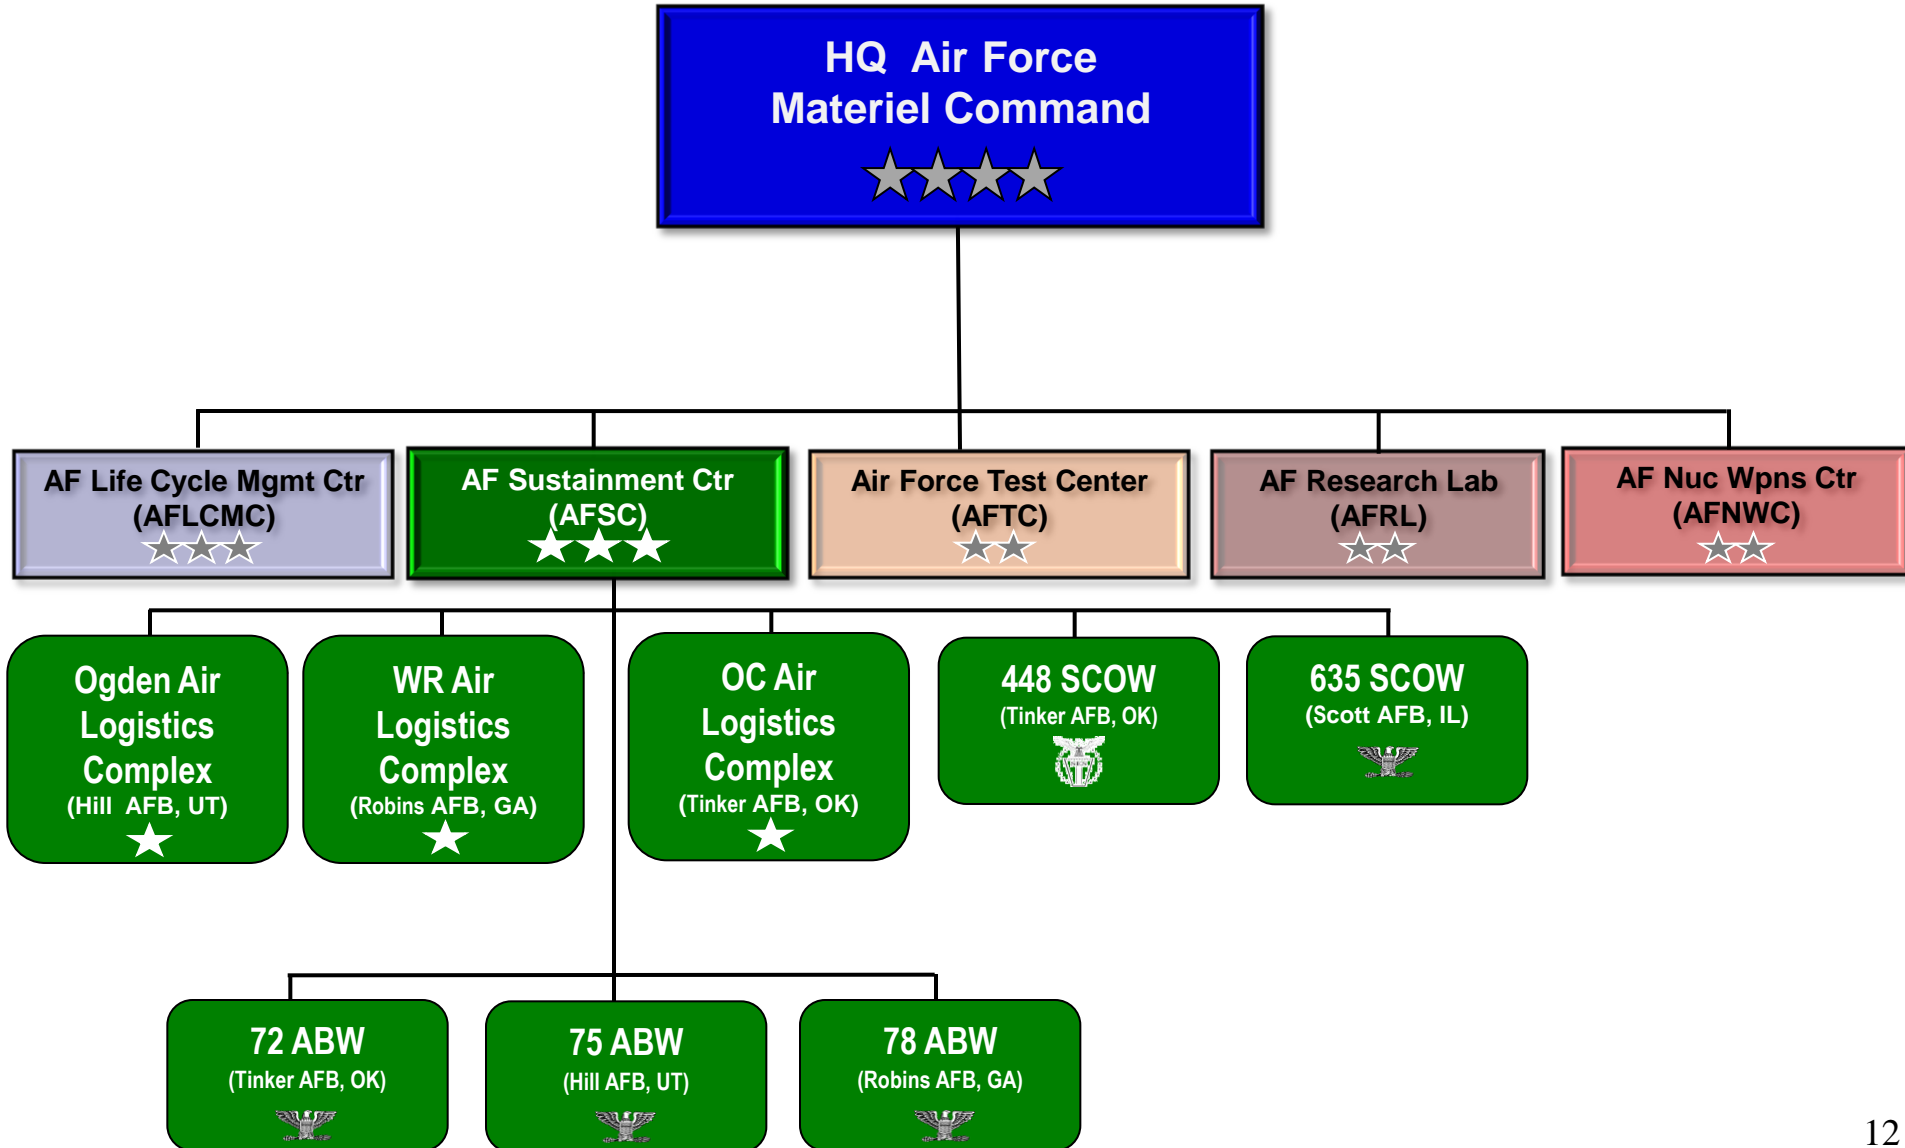 HQ Air Force
Materiel Command
AF Life Cycle Mgmt Ctr
(AFLCMC)
AF Sustainment Ctr
(AFSC)
Air Force Test Center
(AFTC)
AF Research Lab
(AFRL)
AF Nuc Wpns Ctr
(AFNWC)
Ogden Air
Logistics
Complex
(Hill AFB, UT)
WR Air
Logistics
Complex
(Robins AFB, GA)
OC Air
Logistics
Complex
(Tinker AFB, OK)
448 SCOW
(Tinker AFB, OK)
635 SCOW
(Scott AFB, IL)
72 ABW
(Tinker AFB, OK)
75 ABW
(Hill AFB, UT)
78 ABW
(Robins AFB, GA)
12